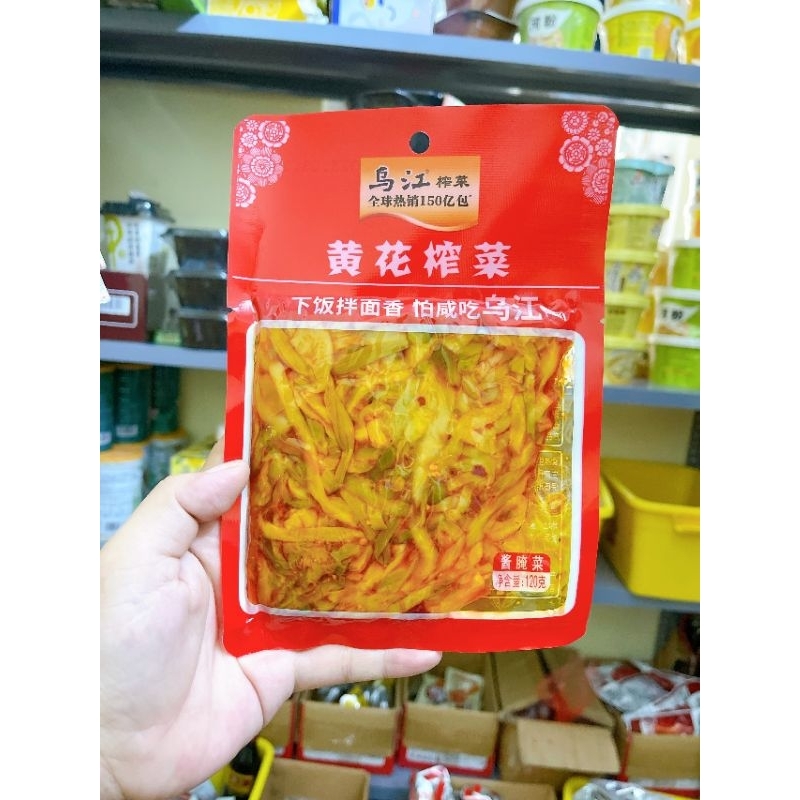 乌江 榨菜
全球热销150亿包
黄花榨菜
下饭拌面香 怕咸吃乌江
酱腌菜
净含量:120克